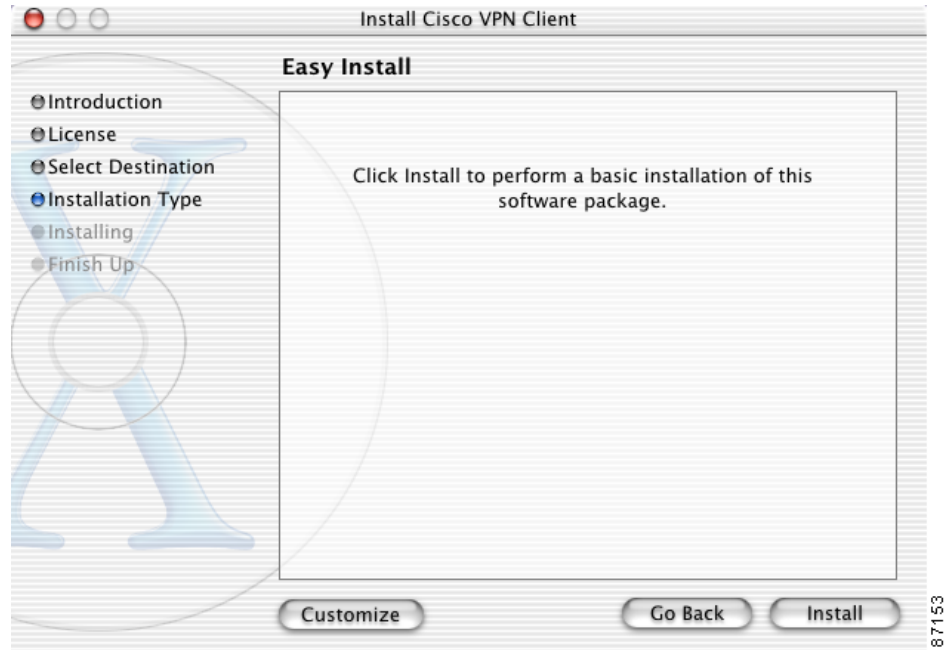 Install Cisco VPN Client
Easy Install
Introduction
License
Select Destination
Installation Type
Installing
Finish Up
Click Install to perform a basic installation of this
software package.
Customize
Go Back
Install
87153